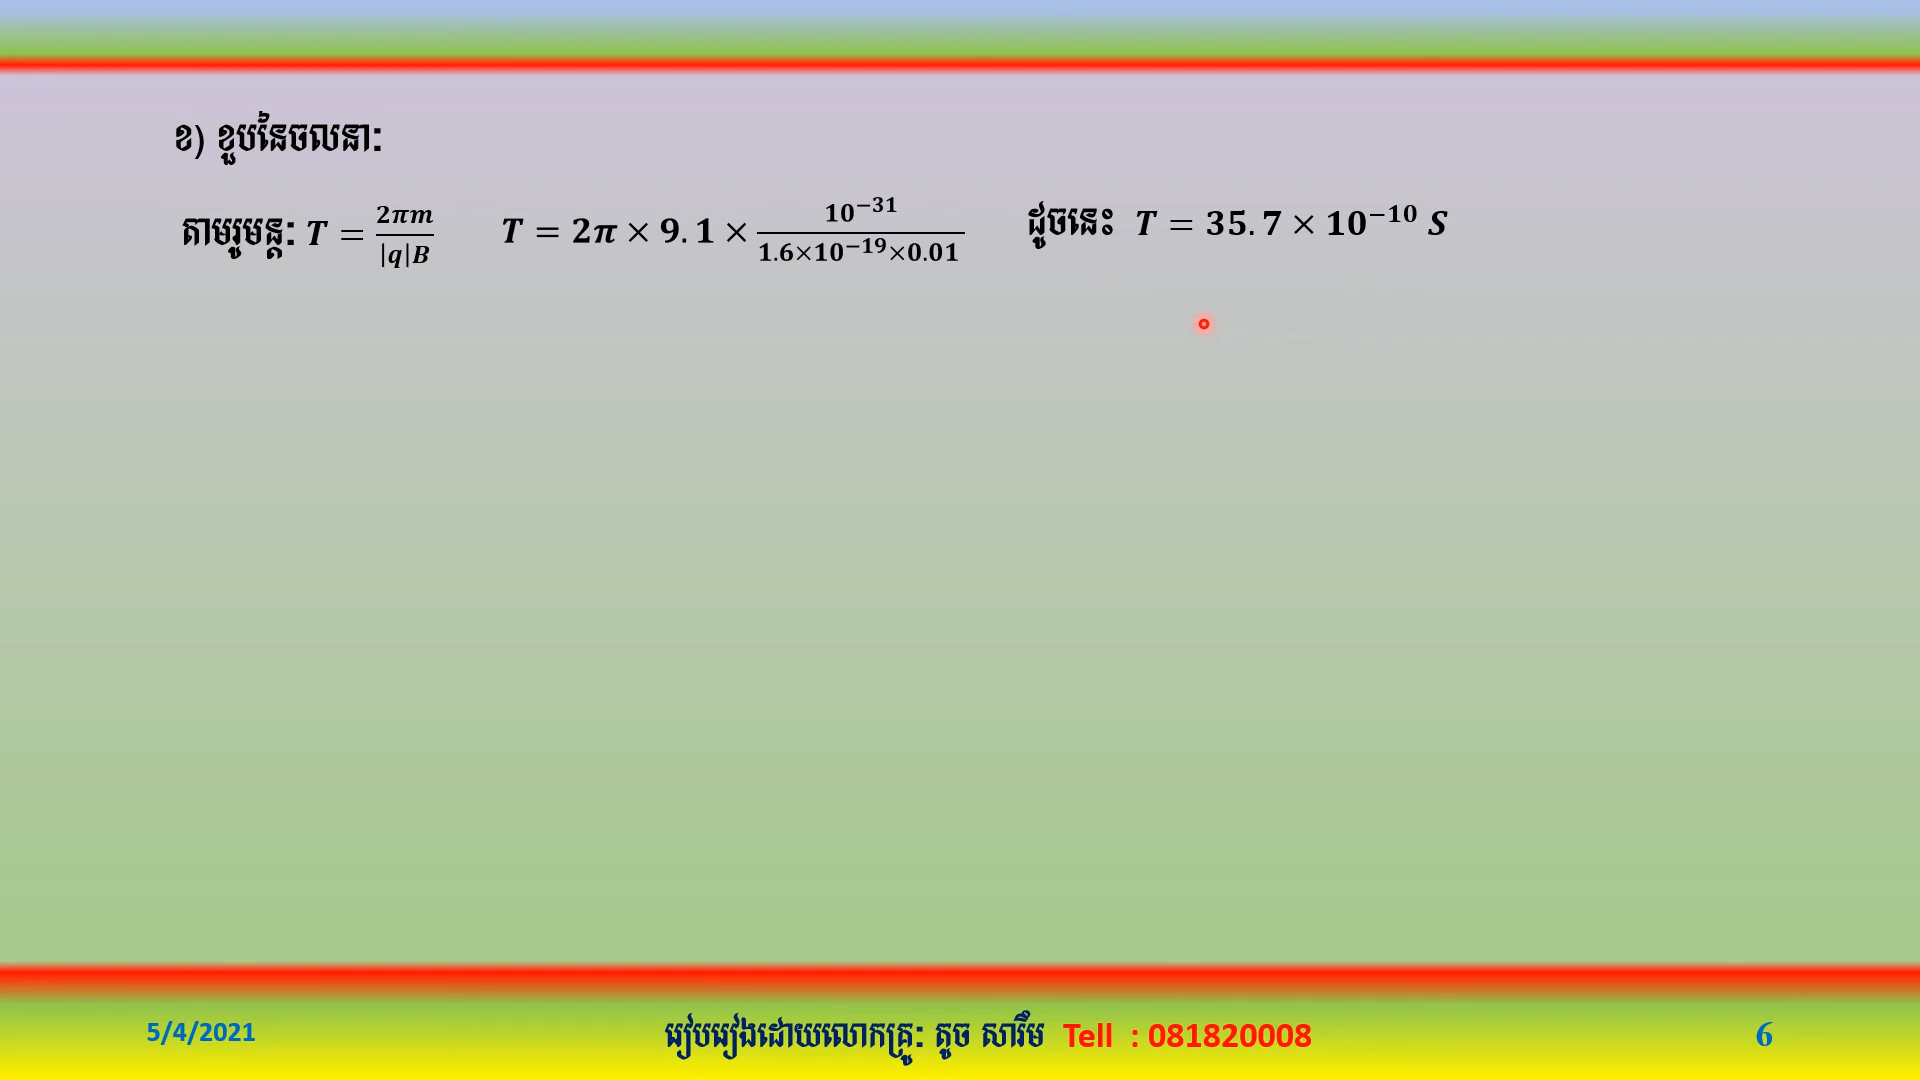 ខ) ខួបនៃចលនា:
តាមរូមន្ត: T = 2πm / |q|B    T = 2π × 9.1 × 10⁻³¹ / 1.6×10⁻¹⁹×0.01    ដូចនេះ T = 35.7 × 10⁻¹⁰ S
5/4/2021    រៀបរៀងដោយលោកគ្រូ: តូច សារឹម Tell : 081820008    6